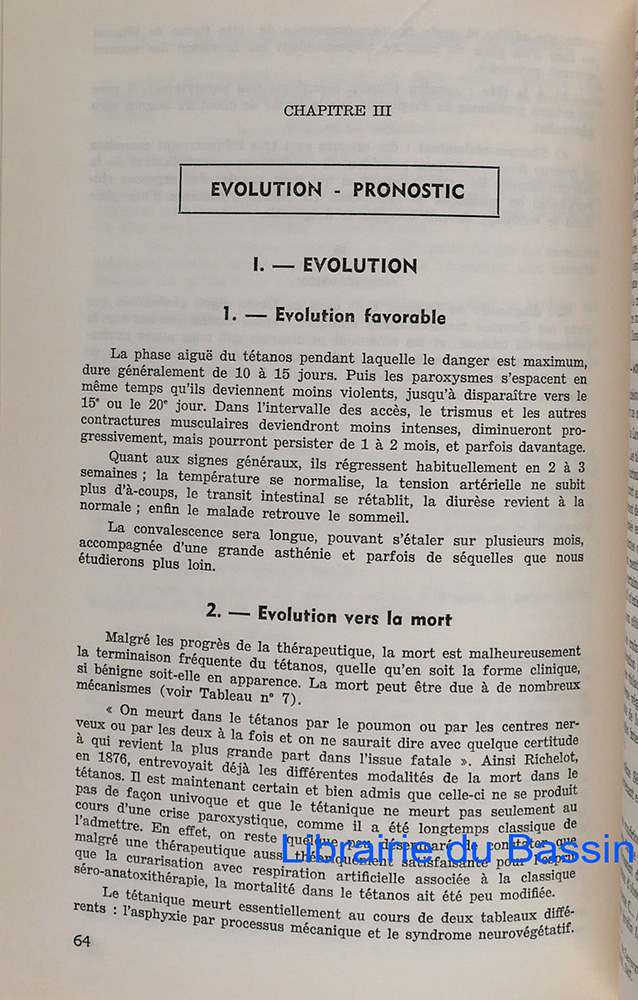 CHAPITRE III
EVOLUTION - PRONOSTIC
I. — EVOLUTION
1. — Evolution favorable
La phase aiguë du tétanos pendant laquelle le danger est maximum,
dure généralement de 10 à 15 jours. Puis les paroxysmes s'espacent en
même temps qu'ils deviennent moins violents, jusqu'à disparaître vers le
15e ou le 20e jour. Dans l'intervalle des accès, le trismus et les autres
contractures musculaires deviendront moins intenses, diminueront pro-
gressivement, mais pourront persister de 1 à 2 mois, et parfois davantage.
Quant aux signes généraux, ils régressent habituellement en 2 à 3
semaines ; la température se normalise, la tension artérielle ne subit
plus d'à-coups, le transit intestinal se rétablit, la diurèse revient à la
normale ; enfin le malade retrouve le sommeil.
La convalescence sera longue, pouvant s'étaler sur plusieurs mois,
accompagnée d'une grande asthénie et parfois de séquelles que nous
étudierons plus loin.
2. — Evolution vers la mort
Malgré les progrès de la thérapeutique, la mort est malheureusement
la terminaison fréquente du tétanos, quelle qu'en soit la forme clinique,
si bénigne soit-elle en apparence. La mort peut être due à de nombreux
mécanismes (voir Tableau n° 7).
« On meurt dans le tétanos par le poumon ou par les centres ner-
veux ou par les deux à la fois et on ne saurait dire avec quelque certitude
à qui revient la plus grande part dans l'issue fatale ». Ainsi Richelot,
en 1876, entrevoyait déjà les différentes modalités de la mort dans le
tétanos. Il est maintenant certain et bien admis que celle-ci ne se produit
pas de façon univoque et que le tétanique ne meurt pas seulement au
cours d'une crise paroxystique, comme il a été longtemps classique de
l'admettre. En effet, on reste quelque peu désemparé de constater que
malgré une thérapeutique aussi théoriquement satisfaisante pour l'esprit
que la curarisation avec respiration artificielle associée à la classique
séro-anatoxithérapie, la mortalité dans le tétanos ait été peu modifiée.
Le tétanique meurt essentiellement au cours de deux tableaux diffé-
rents : l'asphyxie par processus mécanique et le syndrome neurovégétatif.
64
Librairie du Bassin